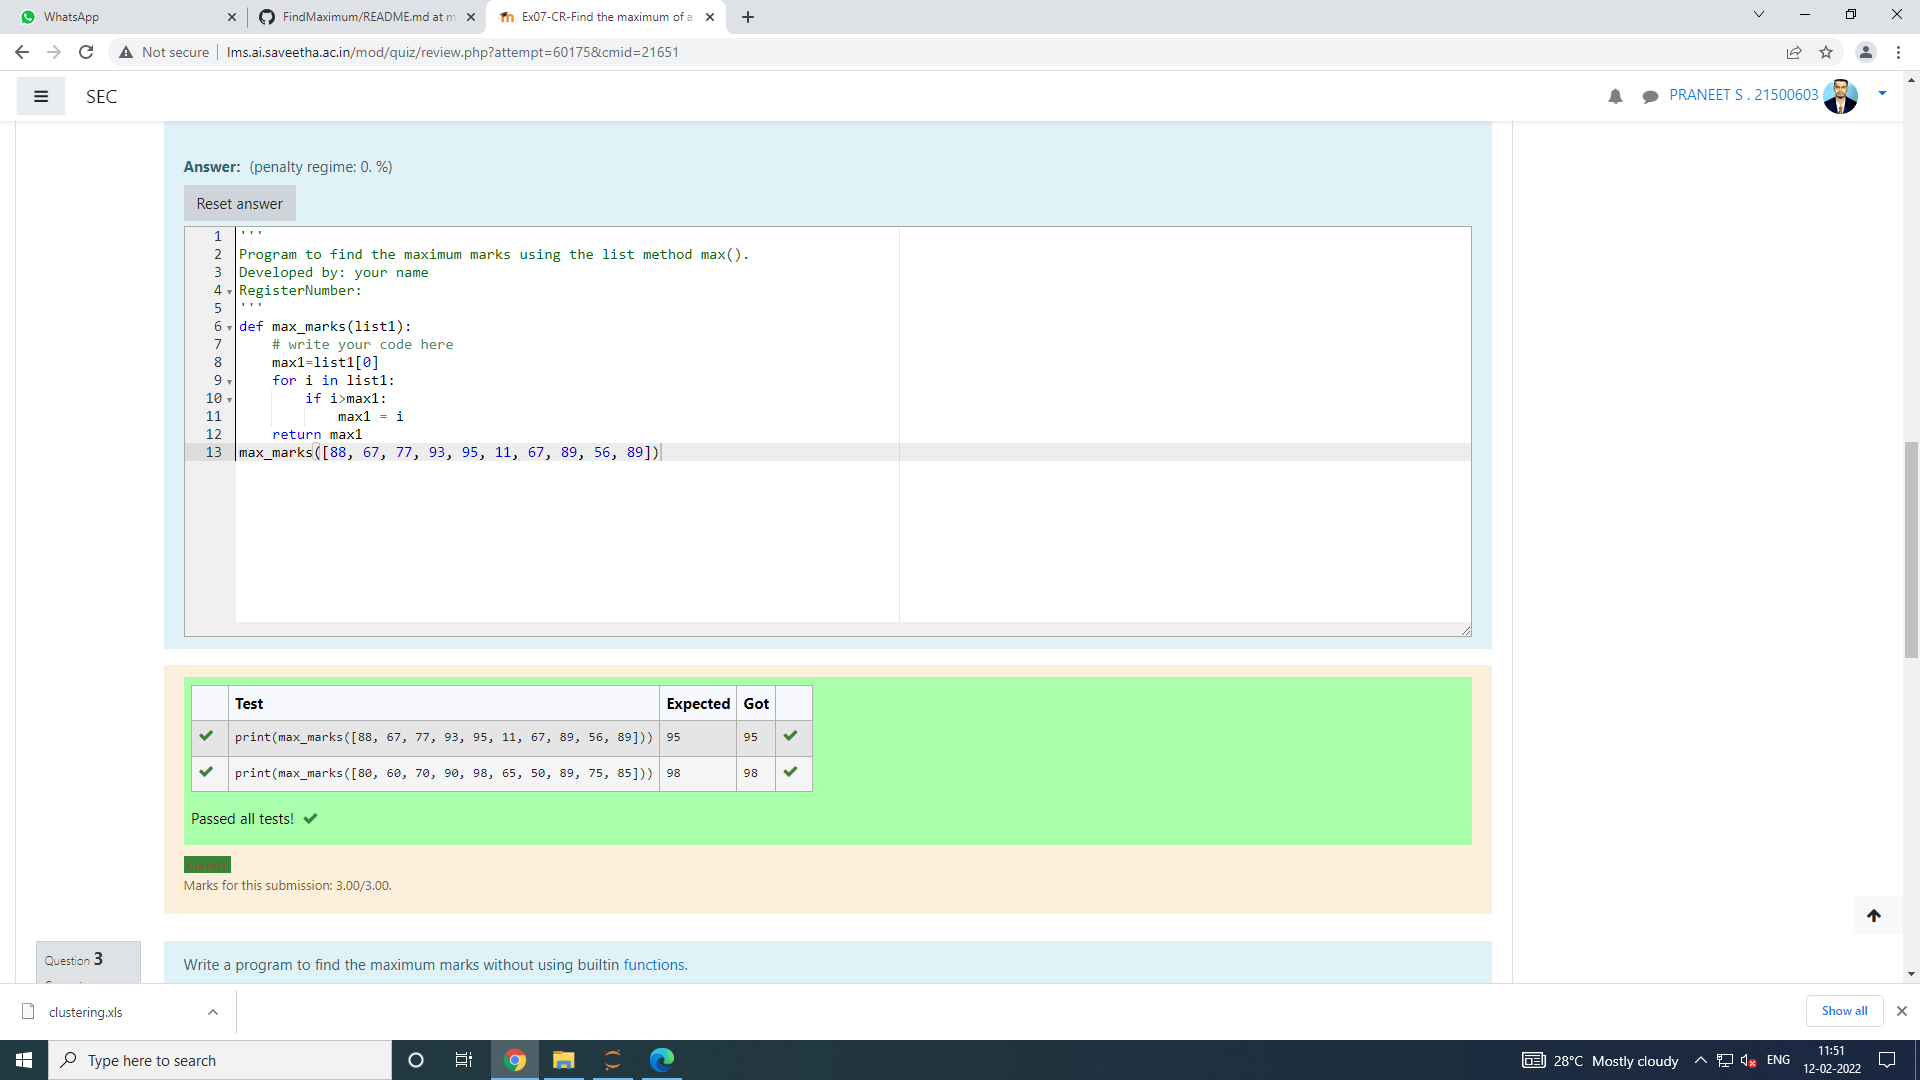 WhatsApp
FindMaximum/README.md at m
Ex07-CR-Find the maximum of a
Not secure
lms.ai.saveetha.ac.in/mod/quiz/review.php?attempt=60175&cmid=21651
SEC
PRANEET S . 21500603
Answer: (penalty regime: 0. %)
Reset answer
1 '''
2 Program to find the maximum marks using the list method max().
3 Developed by: your name
4 RegisterNumber:
5 '''
6 def max_marks(list1):
7 # write your code here
8 max1=list1[0]
9 for i in list1:
10 if i>max1:
11 max1 = i
12 return max1
13 max_marks([88, 67, 77, 93, 95, 11, 67, 89, 56, 89])
Test Expected Got
print(max_marks([88, 67, 77, 93, 95, 11, 67, 89, 56, 89])) 95 95
print(max_marks([80, 60, 70, 90, 98, 65, 50, 89, 75, 85])) 98 98
Passed all tests!
Marks for this submission: 3.00/3.00.
Question 3
Write a program to find the maximum marks without using builtin functions.
clustering.xls
Show all
Type here to search
28°C Mostly cloudy
ENG
11:51
12-02-2022